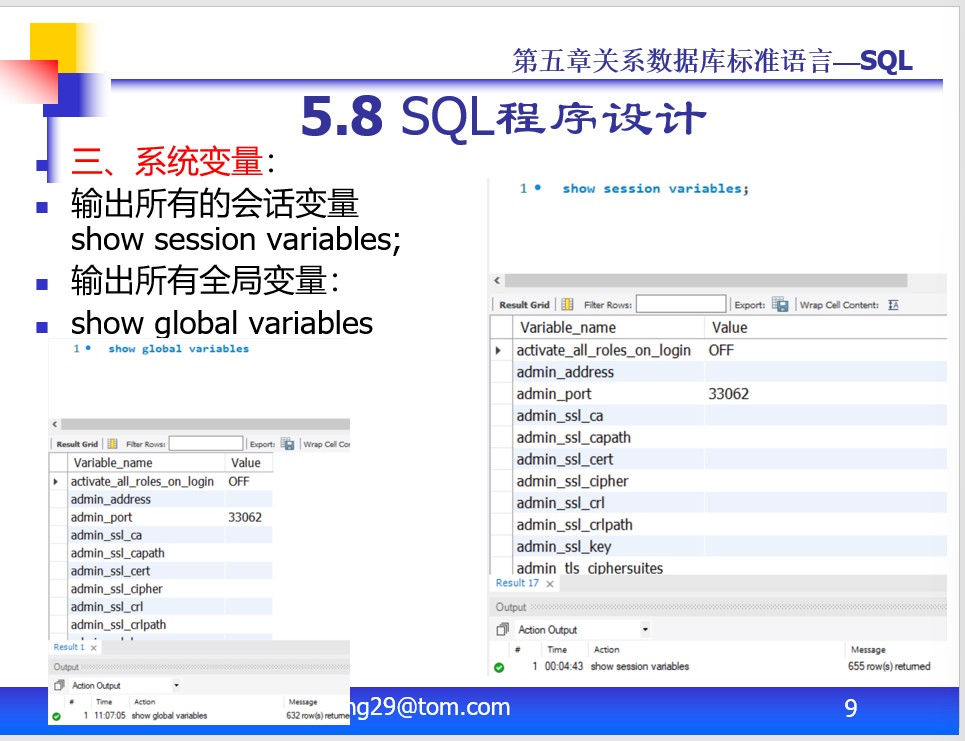 第五章关系数据库标准语言—SQL
5.8 SQL程序设计
三、系统变量：
输出所有的会话变量
show session variables;
输出所有全局变量：
show global variables
1 show global variables
Result Grid Filter Rows: Export: Wrap Cell Co
Variable_name Value
activate_all_roles_on_login OFF
admin_address
admin_port 33062
admin_ssl_ca
admin_ssl_capath
admin_ssl_cert
admin_ssl_cipher
admin_ssl_crl
admin_ssl_crlpath
Result 1
Output
Action Output
# Time Action Message
1 11:07:05 show global variables 632 row(s) returne
1 show session variables;
Result Grid Filter Rows: Export: Wrap Cell Content:
Variable_name Value
activate_all_roles_on_login OFF
admin_address
admin_port 33062
admin_ssl_ca
admin_ssl_capath
admin_ssl_cert
admin_ssl_cipher
admin_ssl_crl
admin_ssl_crlpath
admin_ssl_key
admin_tls_ciphersuites
Result 17
Output
Action Output
# Time Action Message
1 00:04:43 show session variables 655 row(s) returned
ng29@tom.com
9